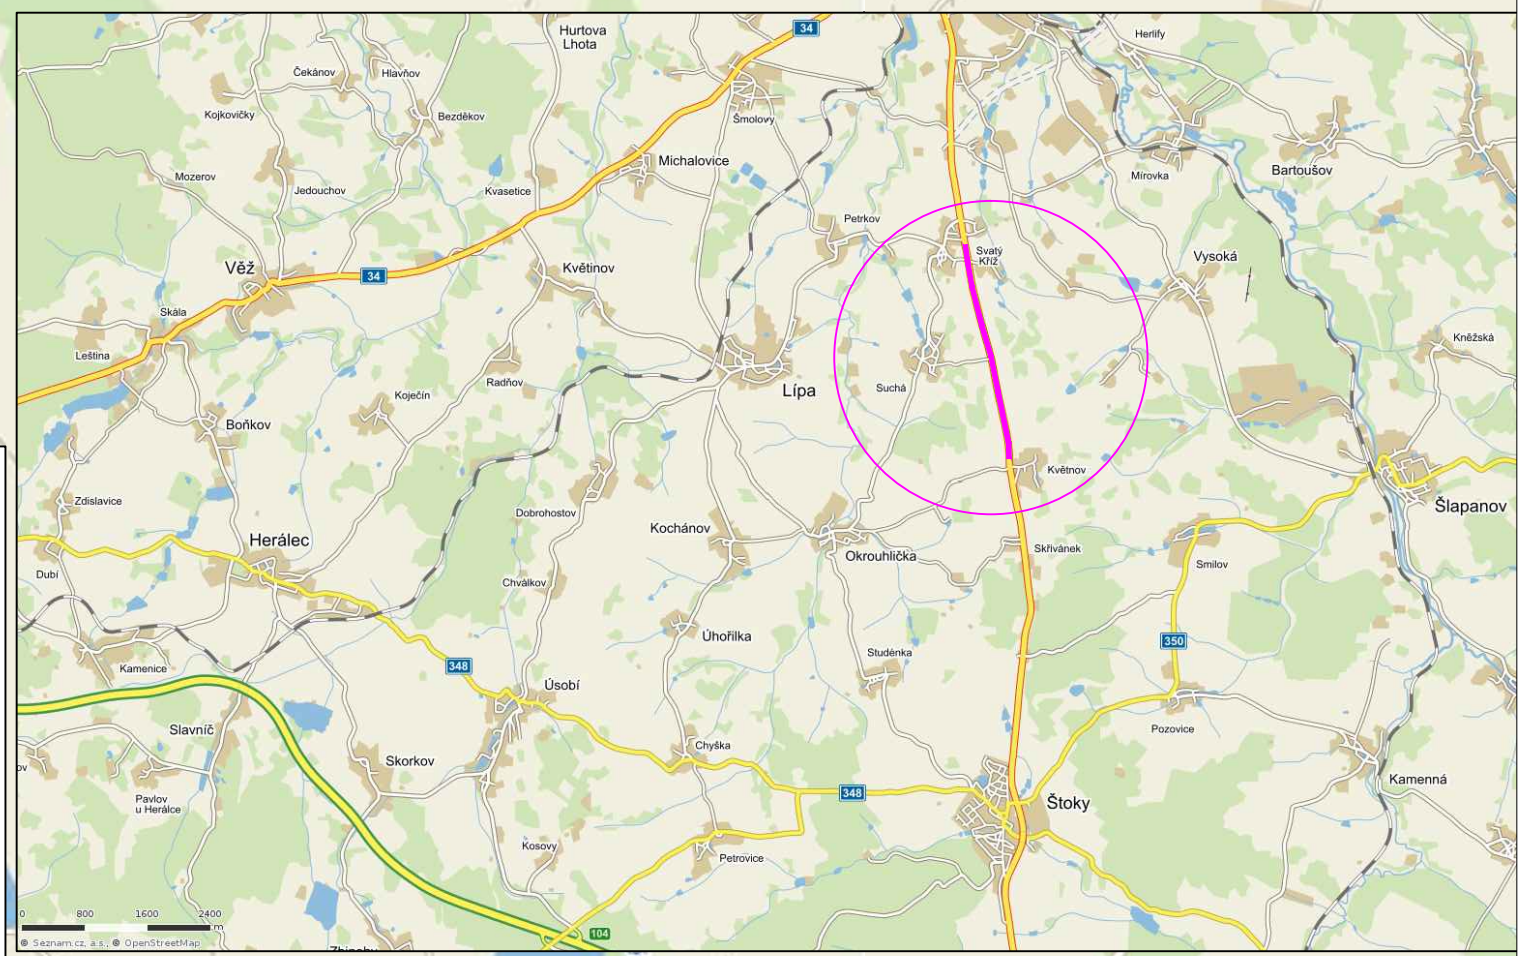 34
Hurtova
Lhota
Herlify
Čekánov
Hlavňov
Kojkovičky
Bezděkov
Šmolovy
Michalovice
Bartoušov
Mírovka
Mozerov
Jedouchov
Kvasetice
Petrkov
Svatý
Kříž
Vysoká
Věž
34
Květinov
Skála
Leština
Kněžská
Radňov
Lípa
Suchá
Koječín
Boňkov
Květnov
Zdislavice
Dobrohostov
Šlapanov
Kochánov
Herálec
Okrouhlička
Skřivánek
Smilov
Dubí
Chválkov
Úhořilka
350
Studénka
348
Kamenice
Úsobí
Slavníč
Pozovice
Chyška
Skorkov
ov
Kamenná
Pavlov
u Herálce
348
Štoky
Kosovy
Petrovice
0 800 1600 2400
m
104
© Seznam.cz, a.s., © OpenStreetMap